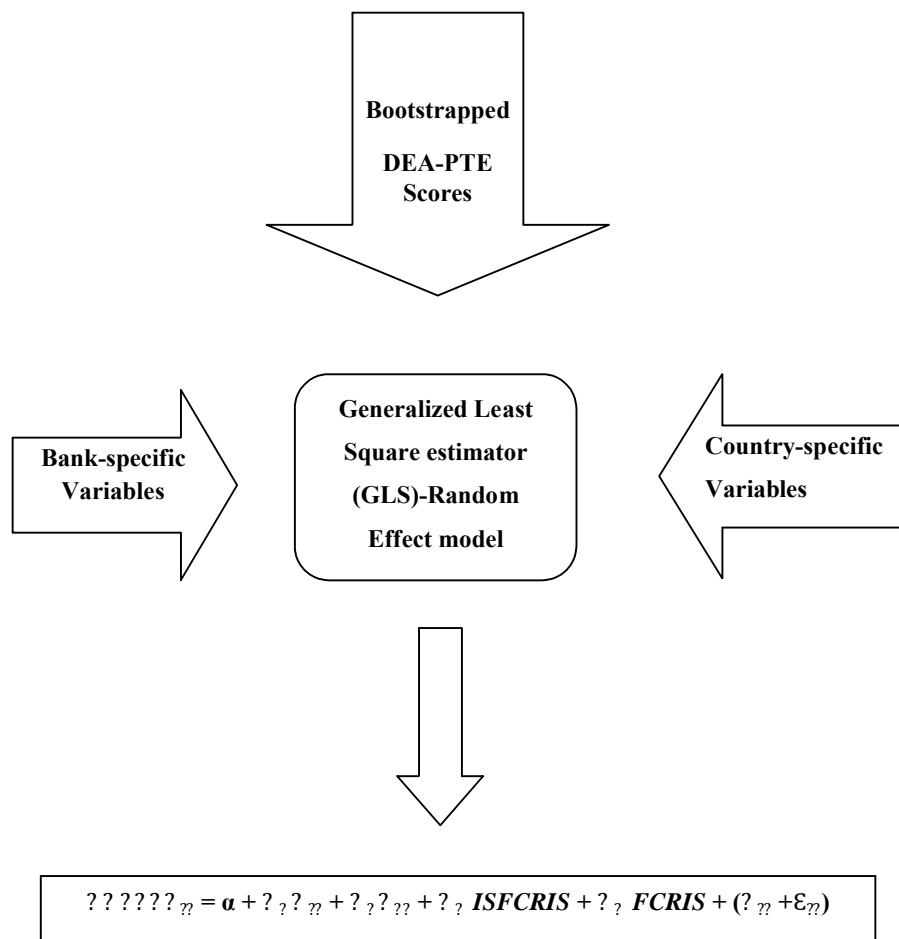 Bootstrapped
DEA-PTE
Scores
Bank-specific
Variables
Generalized Least
Square estimator
(GLS)-Random
Effect model
Country-specific
Variables
? ? ? ? ? ? ?? = α + ? ? ? ?? + ? ? ? ?? + ? ? ISFCRIS + ? ? FCRIS + (? ?? +Ɛ??)